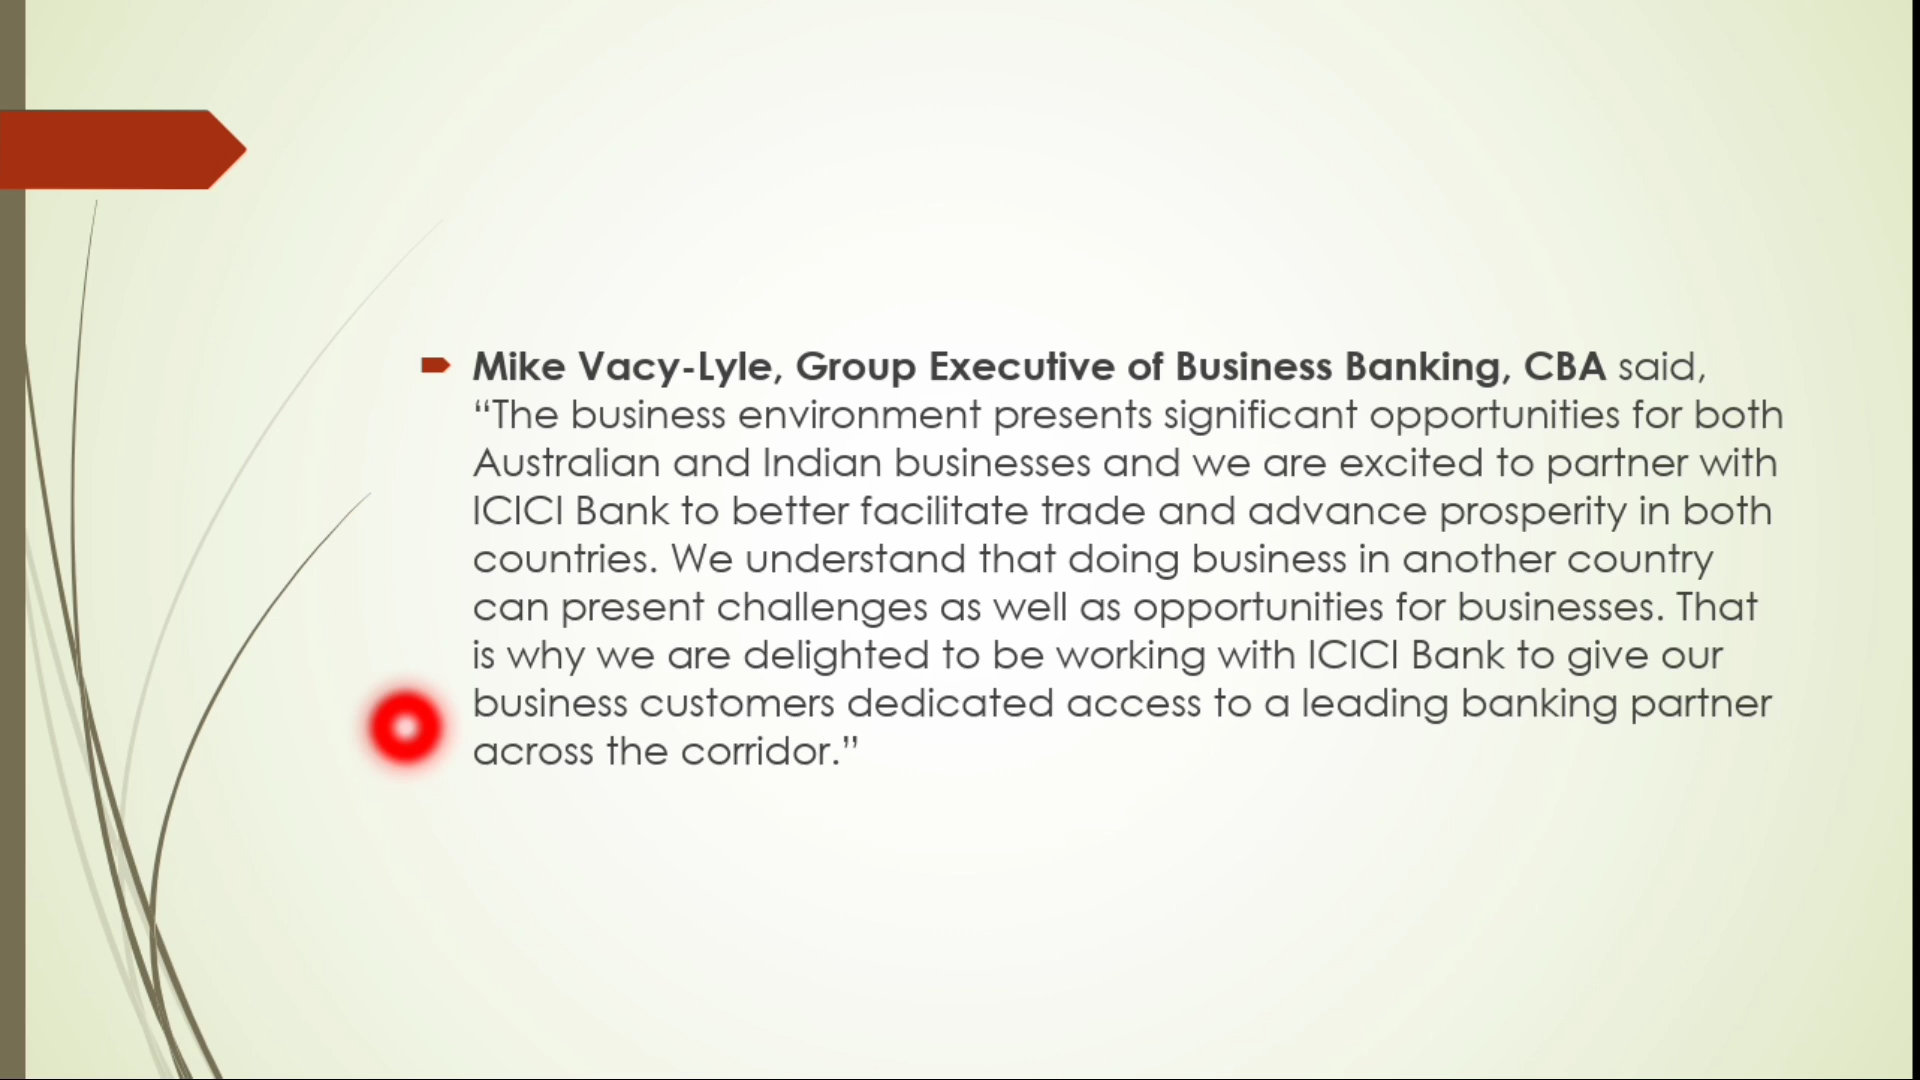 Mike Vacy-Lyle, Group Executive of Business Banking, CBA said,
“The business environment presents significant opportunities for both
Australian and Indian businesses and we are excited to partner with
ICICI Bank to better facilitate trade and advance prosperity in both
countries. We understand that doing business in another country
can present challenges as well as opportunities for businesses. That
is why we are delighted to be working with ICICI Bank to give our
business customers dedicated access to a leading banking partner
across the corridor.”